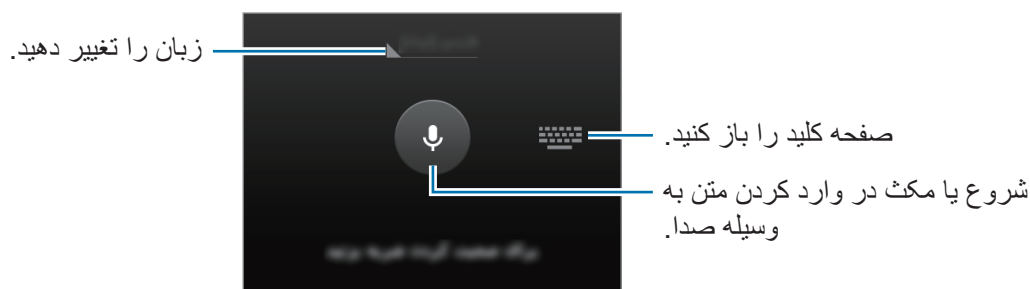 زبان را تغییر دهید.
صفحه کلید را باز کنید.
شروع یا مکث در وارد کردن متن به
وسیله صدا.